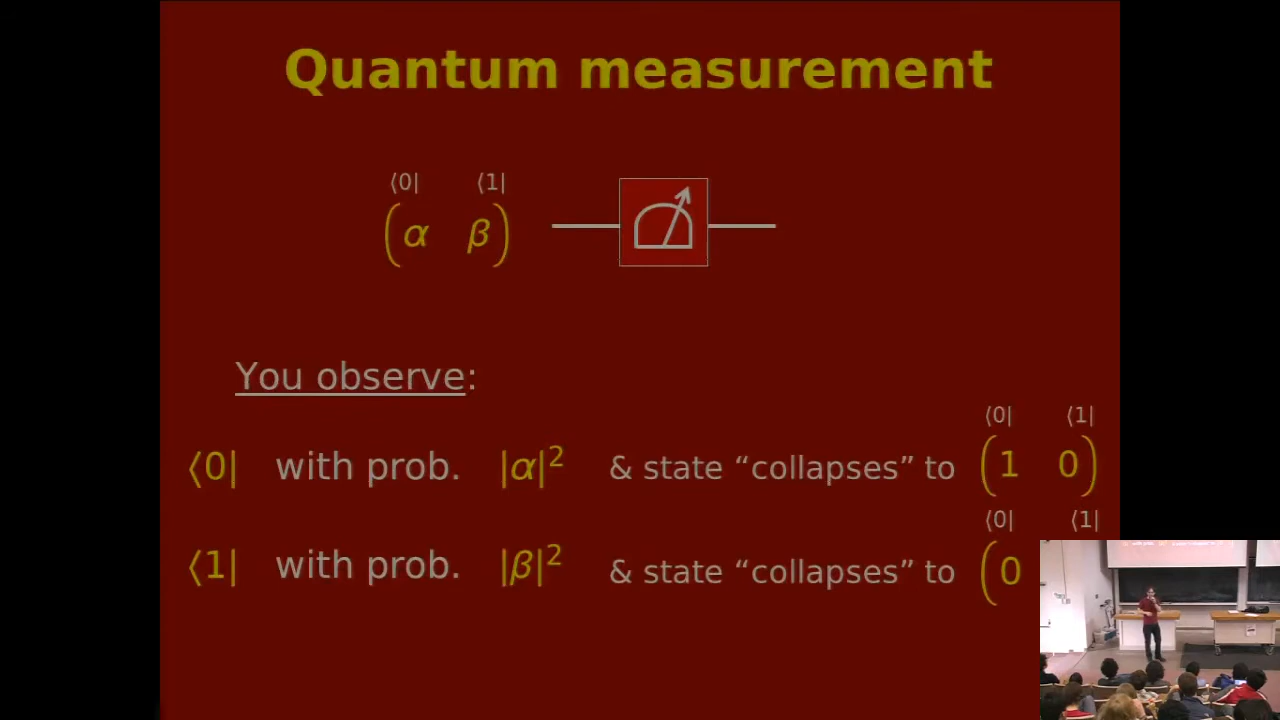 Quantum measurement
⟨0| ⟨1|
(α β)
You observe:
⟨0| ⟨1|
⟨0| with prob. |α|² & state “collapses” to (1 0)
⟨0| ⟨1|
⟨1| with prob. |β|² & state “collapses” to (0